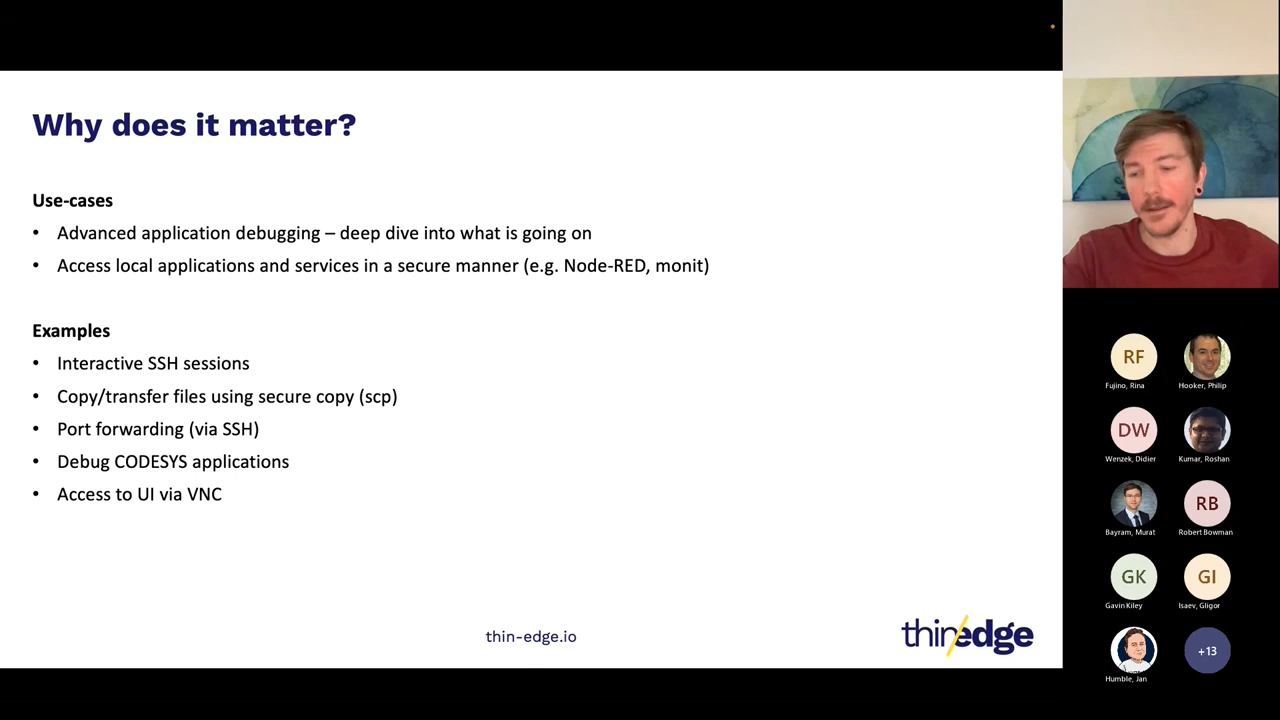 Why does it matter?
Use-cases
• Advanced application debugging – deep dive into what is going on
• Access local applications and services in a secure manner (e.g. Node-RED, monit)
Examples
• Interactive SSH sessions
• Copy/transfer files using secure copy (scp)
• Port forwarding (via SSH)
• Debug CODESYS applications
• Access to UI via VNC
thin-edge.io
thin/edge
RF
Fujino, Rina
Hooker, Philip
DW
Wenzek, Didier
Kumar, Roshan
Bayram, Murat
RB
Robert Bowman
GK
Gavin Kiley
GI
Isaev, Gligor
Humble, Jan
+13